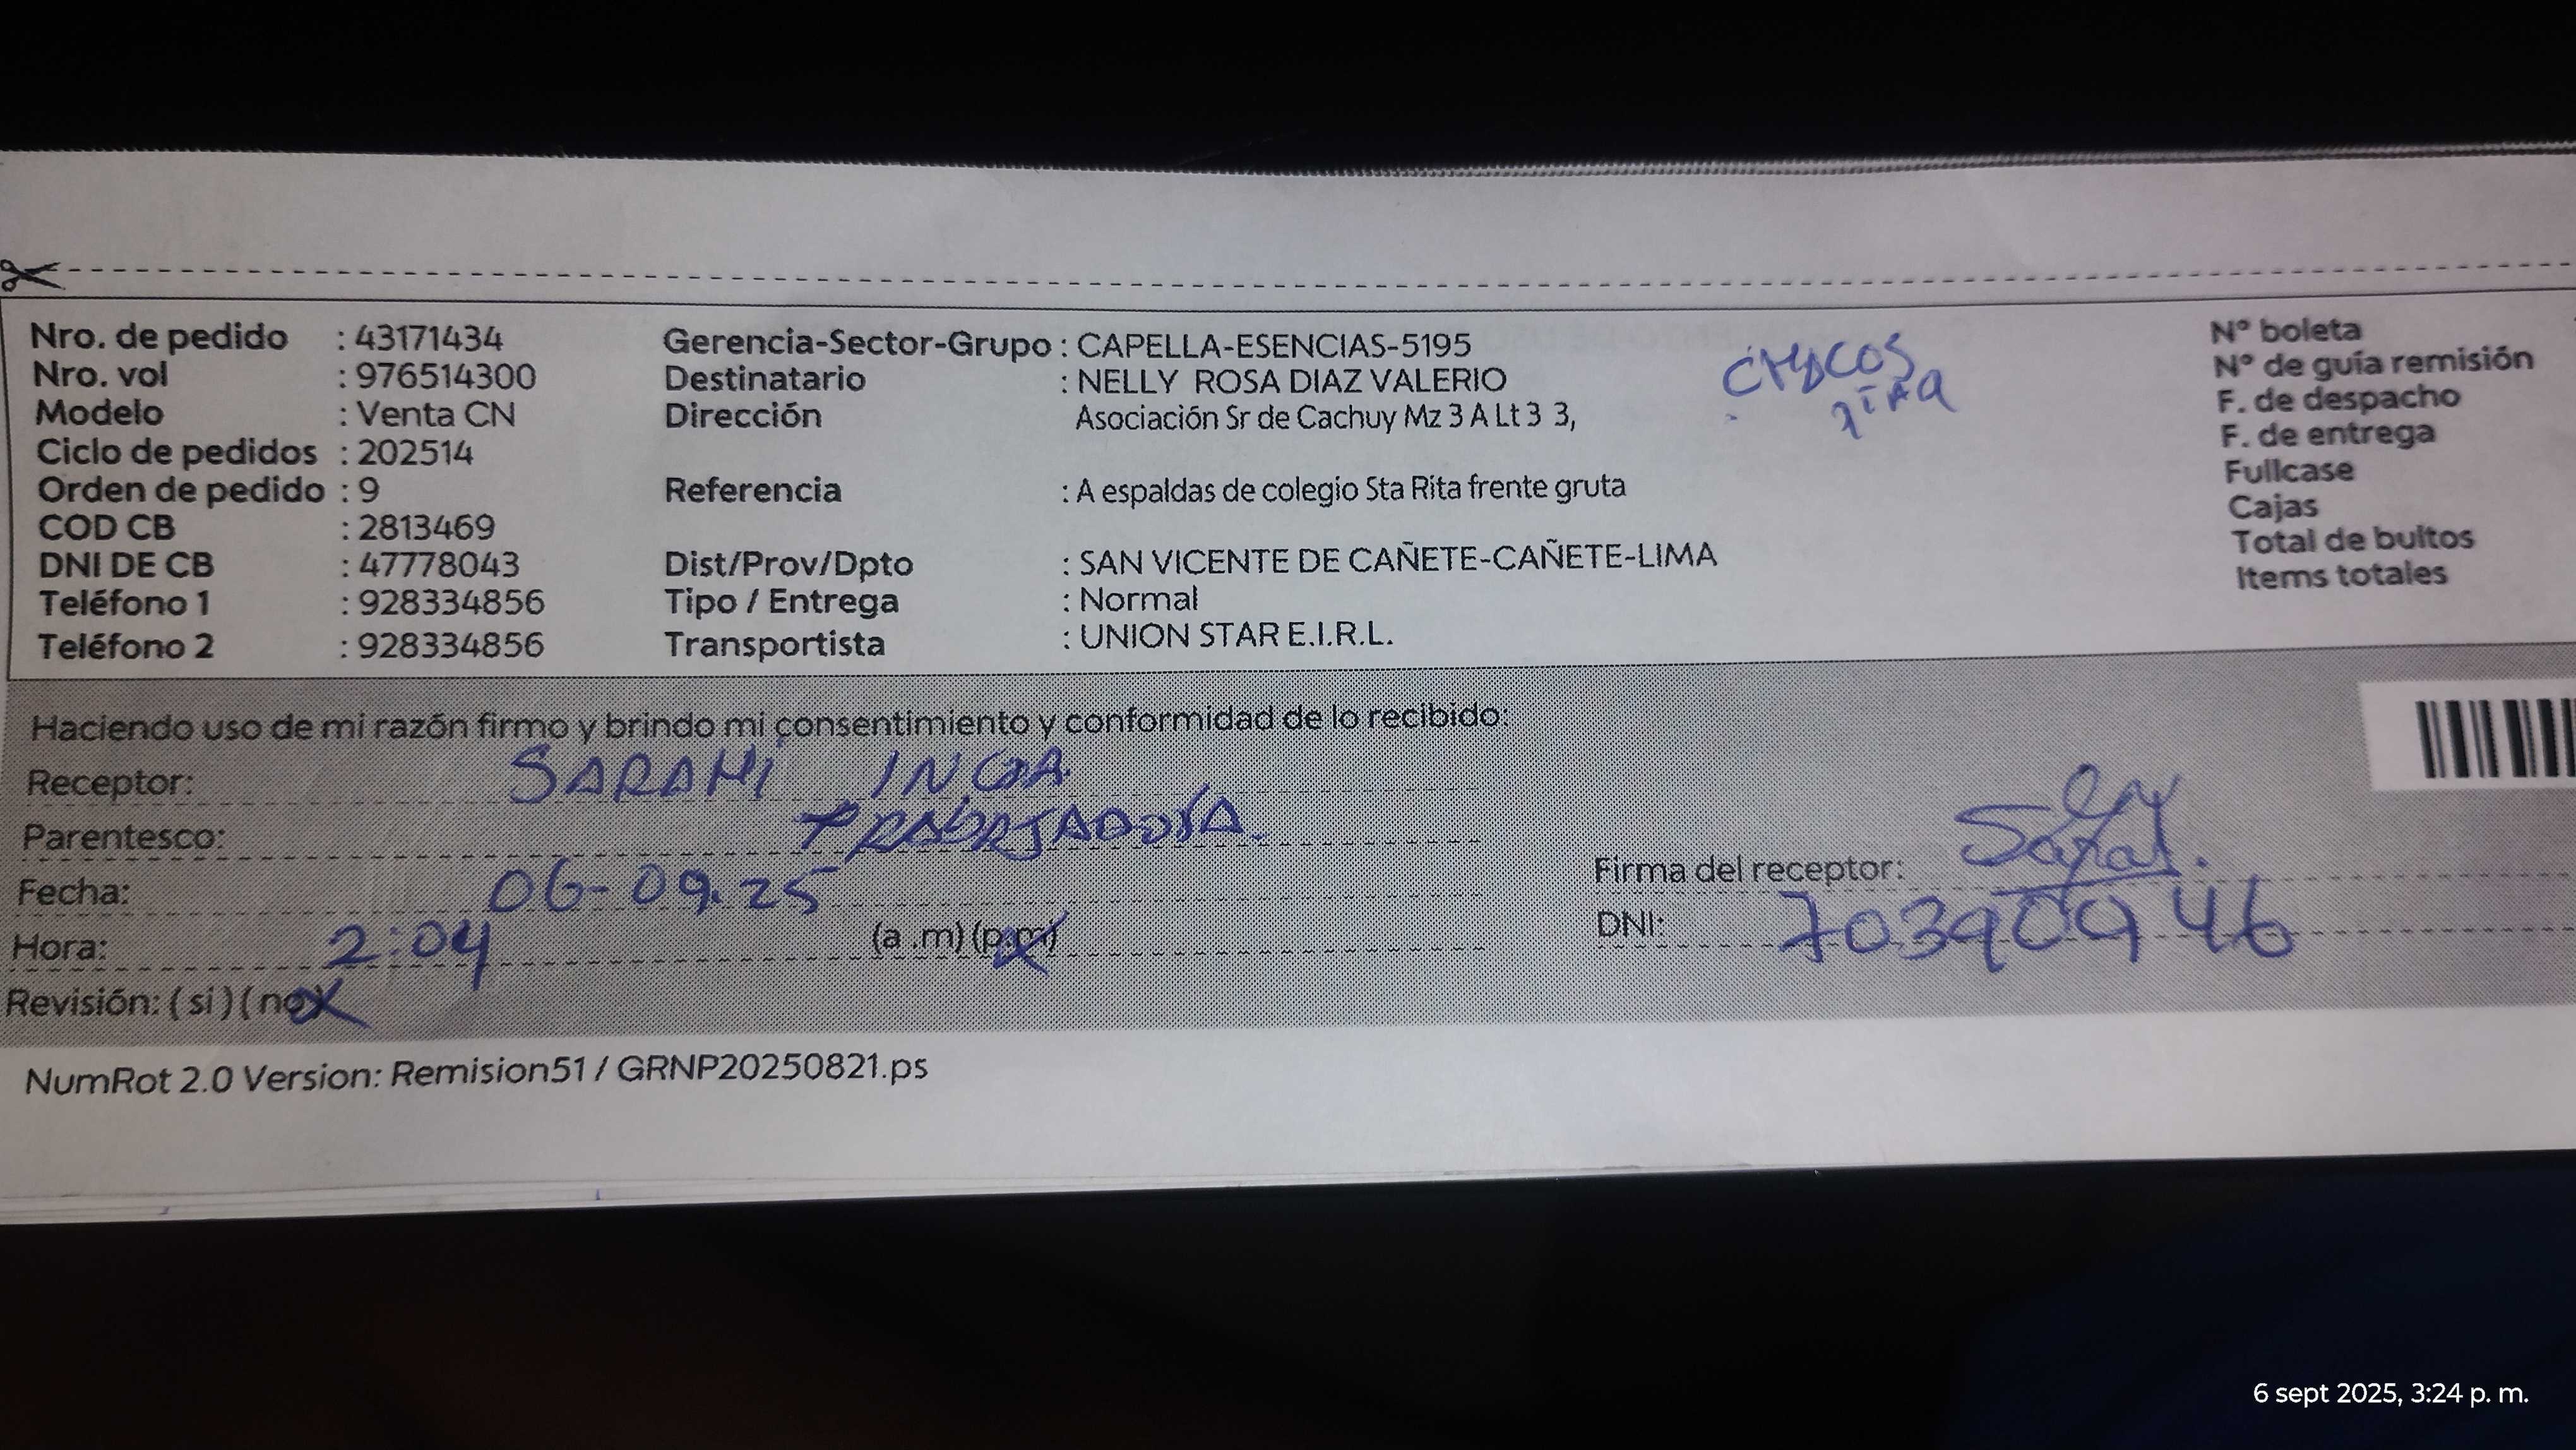 Nro. de pedido : 43171434
Nro. vol : 976514300
Modelo : Venta CN
Ciclo de pedidos : 202514
Orden de pedido : 9
COD CB : 2813469
DNI DE CB : 47778043
Teléfono 1 : 928334856
Teléfono 2 : 928334856
Gerencia-Sector-Grupo : CAPELLA-ESENCIAS-5195
Destinatario : NELLY ROSA DIAZ VALERIO
Dirección Asociación Sr de Cachuy Mz 3 A Lt 3 3,
Referencia : A espaldas de colegio Sta Rita frente gruta
Dist/Prov/Dpto : SAN VICENTE DE CAÑETE-CAÑETE-LIMA
Tipo / Entrega : Normal
Transportista : UNION STAR E.I.R.L.
N° boleta
N° de guía remisión
F. de despacho
F. de entrega
Fullcase
Cajas
Total de bultos
Items totales
Haciendo uso de mi razón firmo y brindo mi consentimiento y conformidad de lo recibido:
Receptor: SARAHi INGA
Parentesco: TRABAJADORA
Fecha: 06-09.25
Hora: 2:04 (a .m) (p.m)
Revisión: ( si ) ( no )
Firma del receptor: Sarai.
DNI: 70390946
NumRot 2.0 Version: Remision51 / GRNP20250821.ps
6 sept 2025, 3:24 p. m.